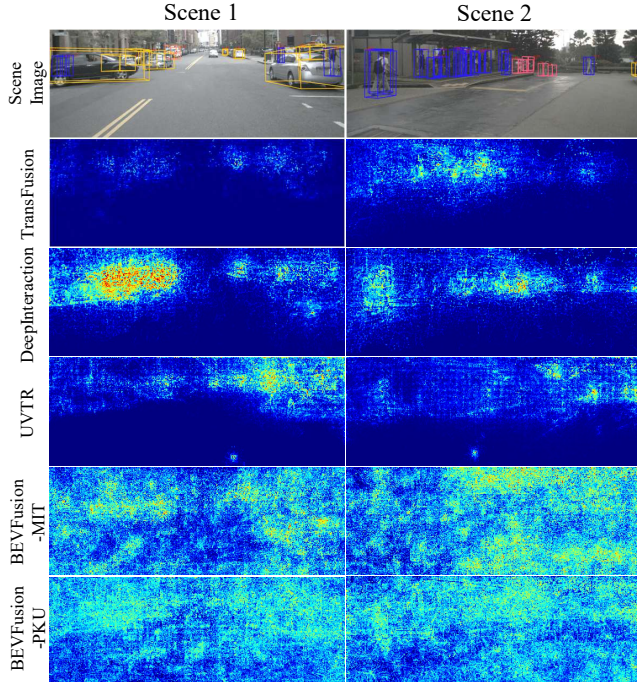 Scene 1
Scene 2
Scene
Image
TransFusion
DeepInteraction
UVTR
BEVFusion
-MIT
BEVFusion
-PKU